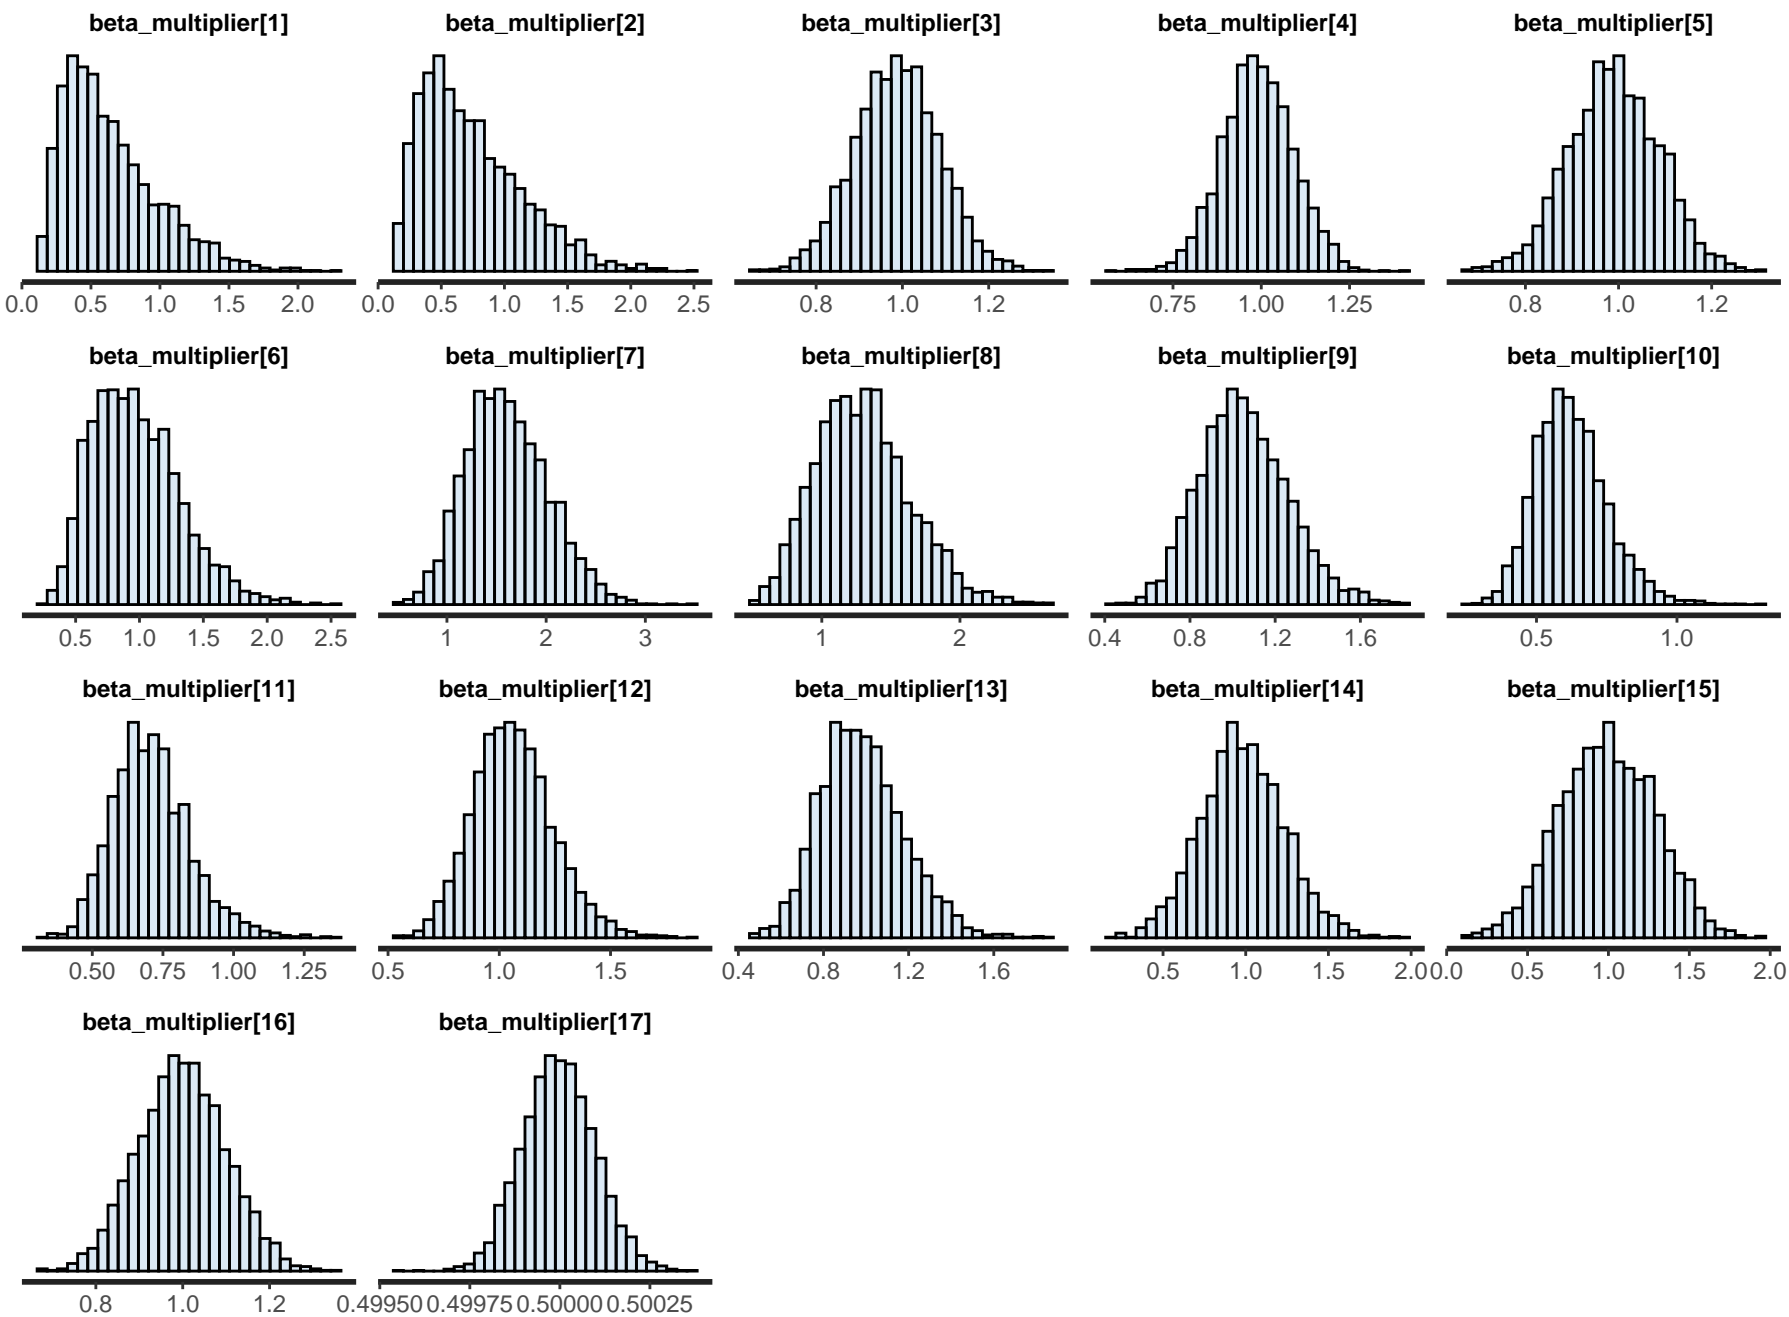 beta_multiplier[1] beta_multiplier[2] beta_multiplier[3] beta_multiplier[4] beta_multiplier[5]
0.0 0.5 1.0 1.5 2.0 0.0 0.5 1.0 1.5 2.0 2.5 0.8 1.0 1.2 0.75 1.00 1.25 0.8 1.0 1.2
beta_multiplier[6] beta_multiplier[7] beta_multiplier[8] beta_multiplier[9] beta_multiplier[10]
0.5 1.0 1.5 2.0 2.5 1 2 3 1 2 0.4 0.8 1.2 1.6 0.5 1.0
beta_multiplier[11] beta_multiplier[12] beta_multiplier[13] beta_multiplier[14] beta_multiplier[15]
0.50 0.75 1.00 1.25 0.5 1.0 1.5 0.4 0.8 1.2 1.6 0.5 1.0 1.5 2.0 0.0 0.5 1.0 1.5 2.0
beta_multiplier[16] beta_multiplier[17]
0.8 1.0 1.2 0.49950 0.49975 0.50000 0.50025